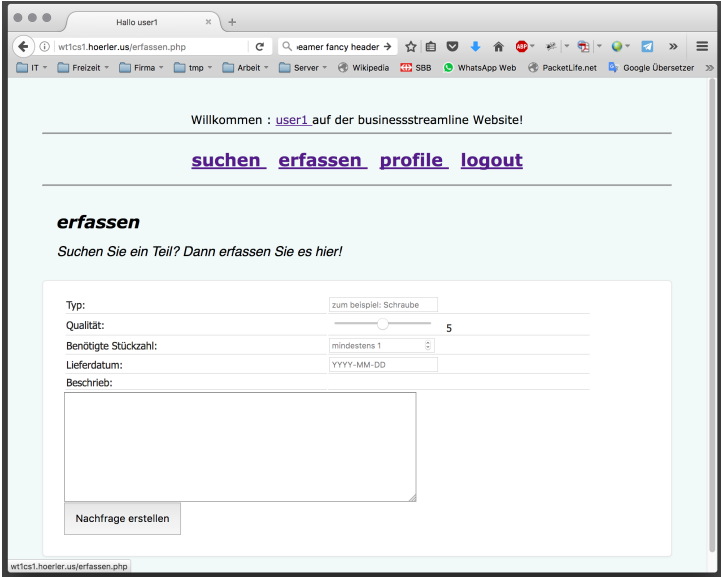 Hallo user1
wt1cs1.hoerler.us/erfassen.php
eamer fancy header
ABP
IT Freizeit Firma tmp Arbeit Server Wikipedia SBB WhatsApp Web PacketLife.net Google Übersetzer
Willkommen : user1 auf der businessstreamline Website!
suchen erfassen profile logout
erfassen
Suchen Sie ein Teil? Dann erfassen Sie es hier!
Typ: zum beispiel: Schraube
Qualität: 5
Benötigte Stückzahl: mindestens 1
Lieferdatum: YYYY-MM-DD
Beschrieb:
Nachfrage erstellen
wt1cs1.hoerler.us/erfassen.php